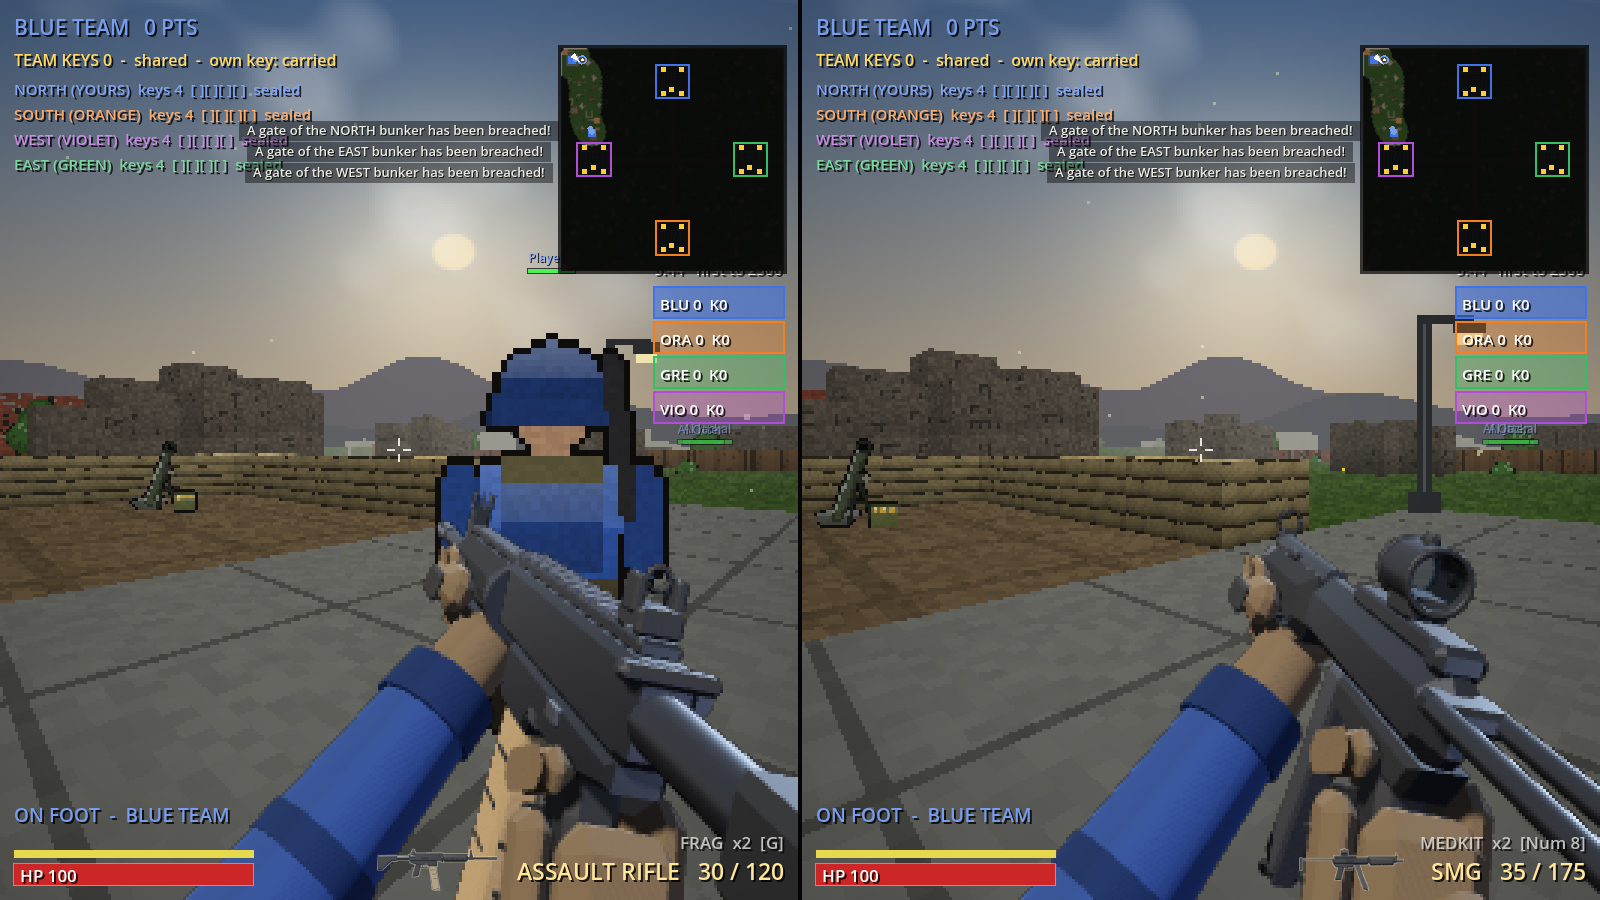 BLUE TEAM 0 PTS
TEAM KEYS 0 - shared - own key: carried
NORTH (YOURS) keys 4 [ ][ ][ ][ ] sealed
SOUTH (ORANGE) keys 4 [ ][ ][ ][ ] sealed
WEST (VIOLET) keys 4 [ ][ ][ ][ ] sealed
EAST (GREEN) keys 4 [ ][ ][ ][ ] sealed
A gate of the NORTH bunker has been breached!
A gate of the EAST bunker has been breached!
A gate of the WEST bunker has been breached!
BLU 0 K0
ORA 0 K0
GRE 0 K0
VIO 0 K0
ON FOOT - BLUE TEAM
HP 100
FRAG x2 [G]
ASSAULT RIFLE 30 / 120
BLUE TEAM 0 PTS
TEAM KEYS 0 - shared - own key: carried
NORTH (YOURS) keys 4 [ ][ ][ ][ ] sealed
SOUTH (ORANGE) keys 4 [ ][ ][ ][ ] sealed
WEST (VIOLET) keys 4 [ ][ ][ ][ ]
EAST (GREEN) keys 4 [ ][ ][ ][ ]
A gate of the NORTH bunker has been breached!
A gate of the EAST bunker has been breached!
A gate of the WEST bunker has been breached!
BLU 0 K0
ORA 0 K0
GRE 0 K0
VIO 0 K0
ON FOOT - BLUE TEAM
HP 100
MEDKIT x2 [Num 8]
SMG 35 / 175